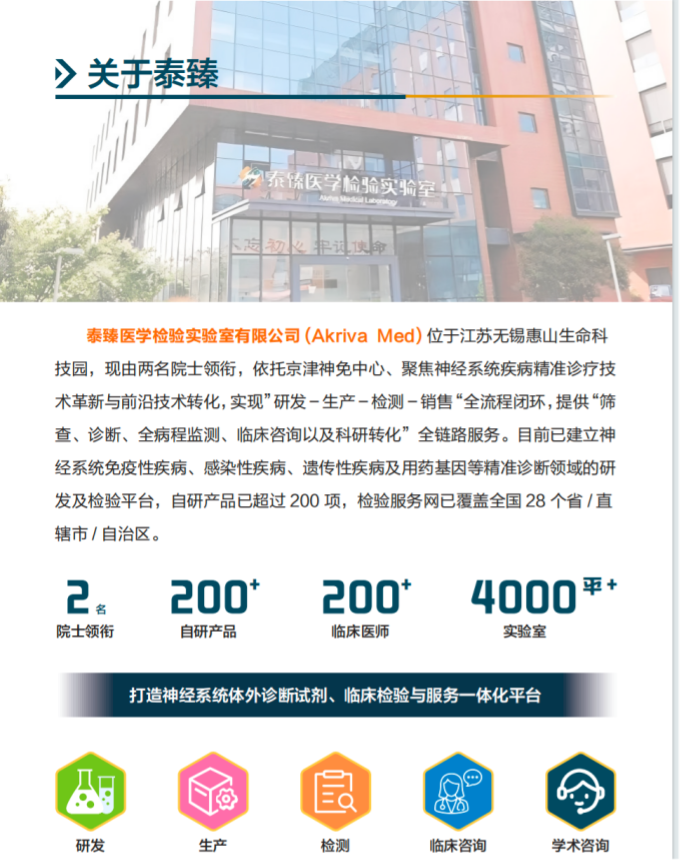 关于泰臻
泰臻医学检验实验室
Akriva Medical Laboratory
不忘初心 牢记使命
泰臻医学检验实验室有限公司（Akriva Med）位于江苏无锡惠山生命科
技园，现由两名院士领衔，依托京津神免中心、聚焦神经系统疾病精准诊疗技
术革新与前沿技术转化，实现”研发－生产－检测－销售“全流程闭环，提供“筛
查、诊断、全病程监测、临床咨询以及科研转化”全链路服务。目前已建立神
经系统免疫性疾病、感染性疾病、遗传性疾病及用药基因等精准诊断领域的研
发及检验平台，自研产品已超过 200 项，检验服务网已覆盖全国 28 个省 / 直
辖市 / 自治区。
2名 200+ 200+ 4000平+
院士领衔 自研产品 临床医师 实验室
打造神经系统体外诊断试剂、临床检验与服务一体化平台
研发 生产 检测 临床咨询 学术咨询